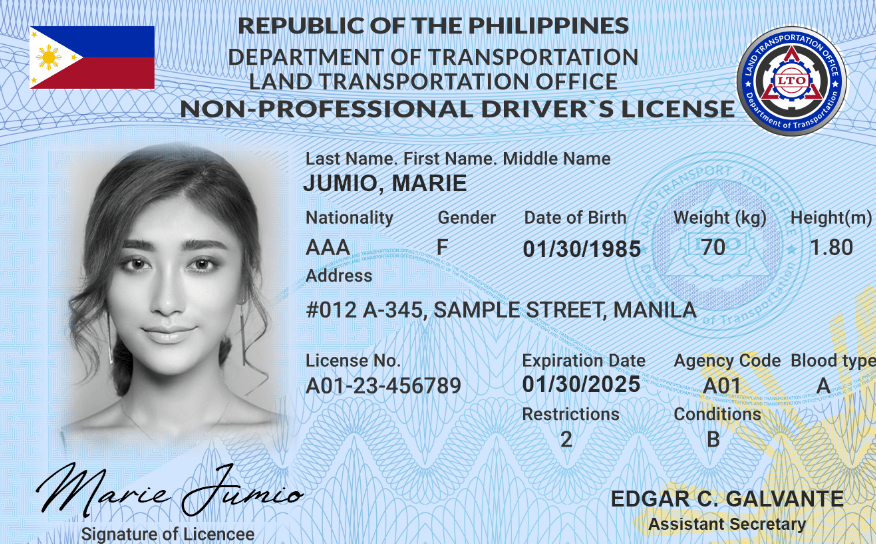 REPUBLIC OF THE PHILIPPINES
DEPARTMENT OF TRANSPORTATION
LAND TRANSPORTATION OFFICE
NON-PROFESSIONAL DRIVER`S LICENSE
LAND TRANSPORTATION OFFICE
LTO
Department of Transportation
Last Name. First Name. Middle Name
JUMIO, MARIE
Nationality Gender Date of Birth Weight (kg) Height(m)
AAA F 01/30/1985 70 1.80
Address
#012 A-345, SAMPLE STREET, MANILA
License No. Expiration Date Agency Code Blood type
A01-23-456789 01/30/2025 A01 A
Restrictions Conditions
2 B
Marie Jumio
Signature of Licencee
EDGAR C. GALVANTE
Assistant Secretary